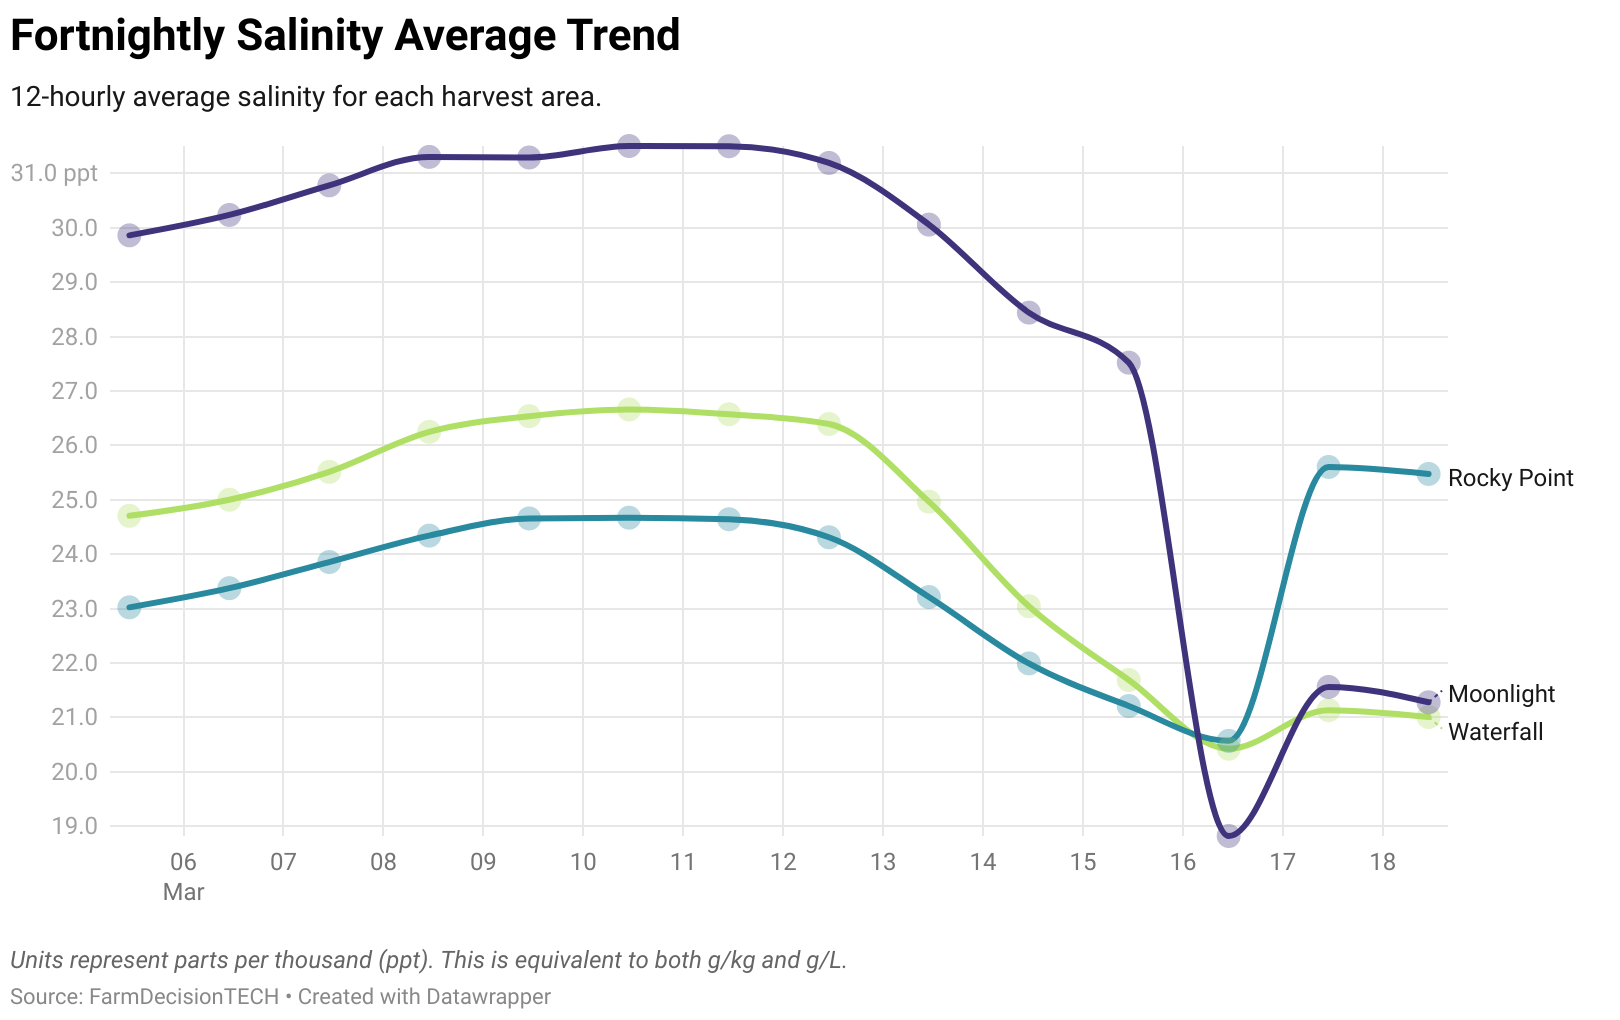 Fortnightly Salinity Average Trend
12-hourly average salinity for each harvest area.
31.0 ppt
30.0
29.0
28.0
27.0
26.0
25.0
24.0
23.0
22.0
21.0
20.0
19.0
Rocky Point
Moonlight
Waterfall
06 07 08 09 10 11 12 13 14 15 16 17 18
Mar
Units represent parts per thousand (ppt). This is equivalent to both g/kg and g/L.
Source: FarmDecisionTECH • Created with Datawrapper